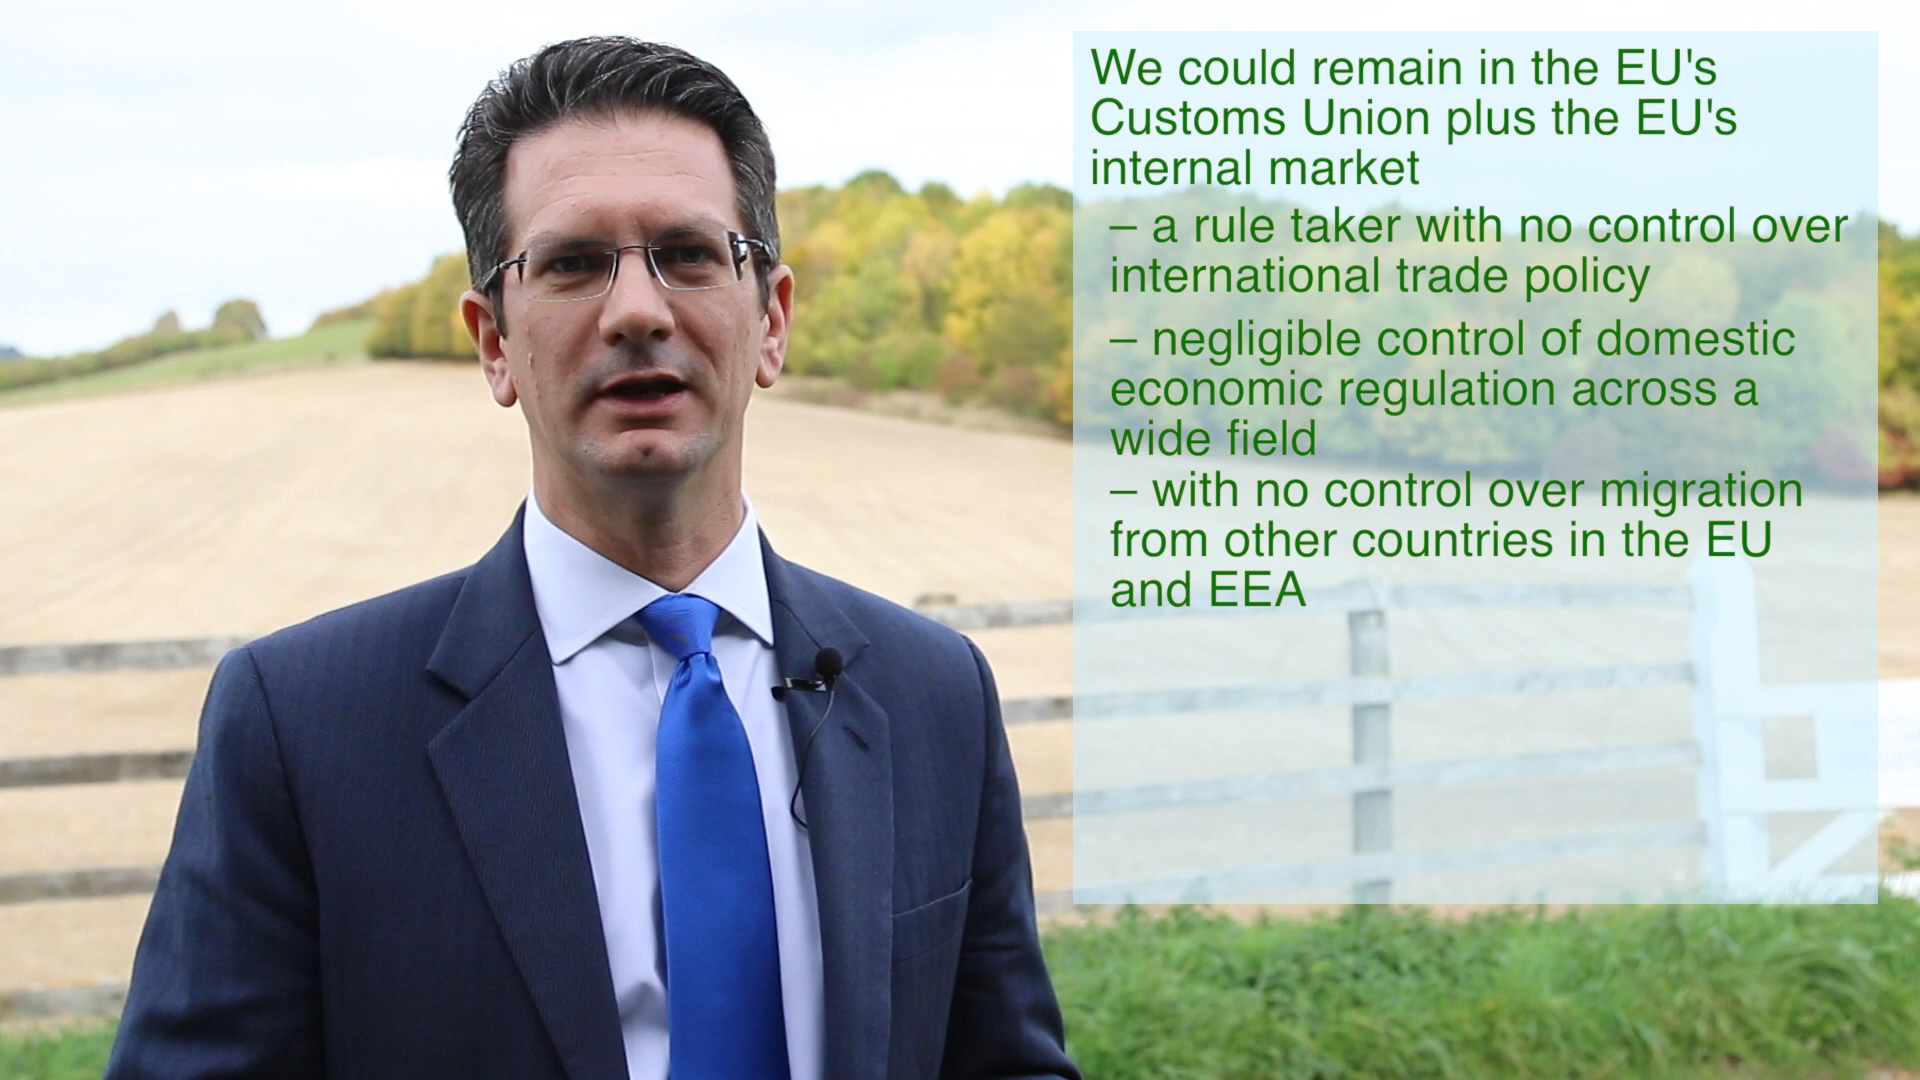 We could remain in the EU's
Customs Union plus the EU's
internal market
– a rule taker with no control over
international trade policy
– negligible control of domestic
economic regulation across a
wide field
– with no control over migration
from other countries in the EU
and EEA